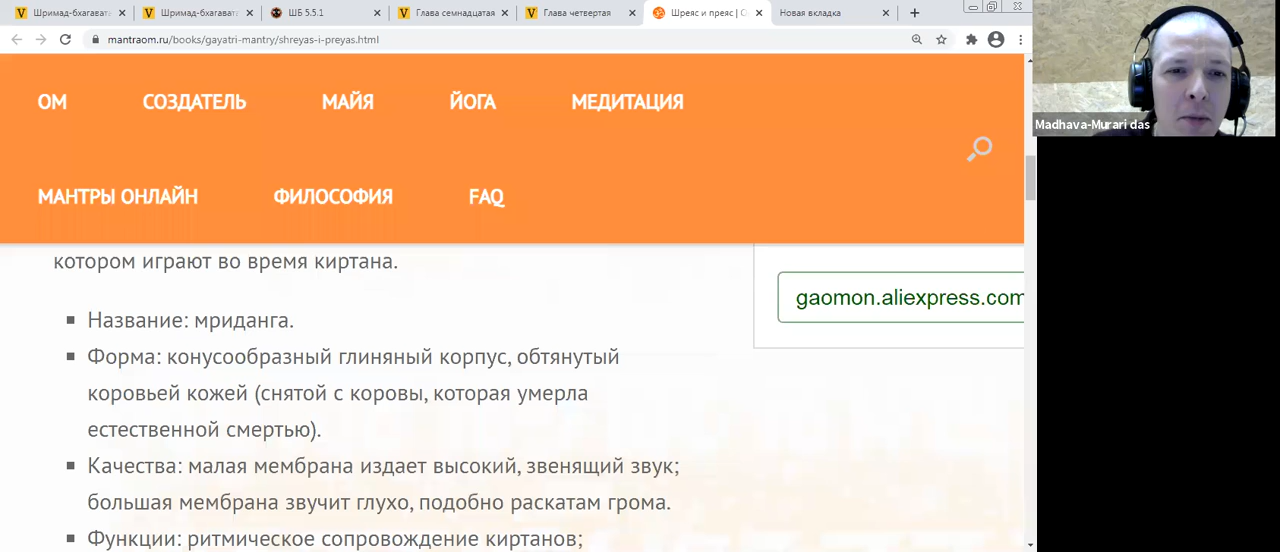 Шримад-бхагавата
Шримад-бхагавата
ШБ 5.5.1
Глава семнадцатая
Глава четвертая
Шреяс и преяс | О
Новая вкладка
mantraom.ru/books/gayatri-mantry/shreyas-i-preyas.html
ОМ СОЗДАТЕЛЬ МАЙЯ ЙОГА МЕДИТАЦИЯ
МАНТРЫ ОНЛАЙН ФИЛОСОФИЯ FAQ
котором играют во время киртана.
Название: мриданга.
Форма: конусообразный глиняный корпус, обтянутый
коровьей кожей (снятой с коровы, которая умерла
естественной смертью).
Качества: малая мембрана издает высокий, звенящий звук;
большая мембрана звучит глухо, подобно раскатам грома.
Функции: ритмическое сопровождение киртанов;
gaomon.aliexpress.com
Madhava-Murari das